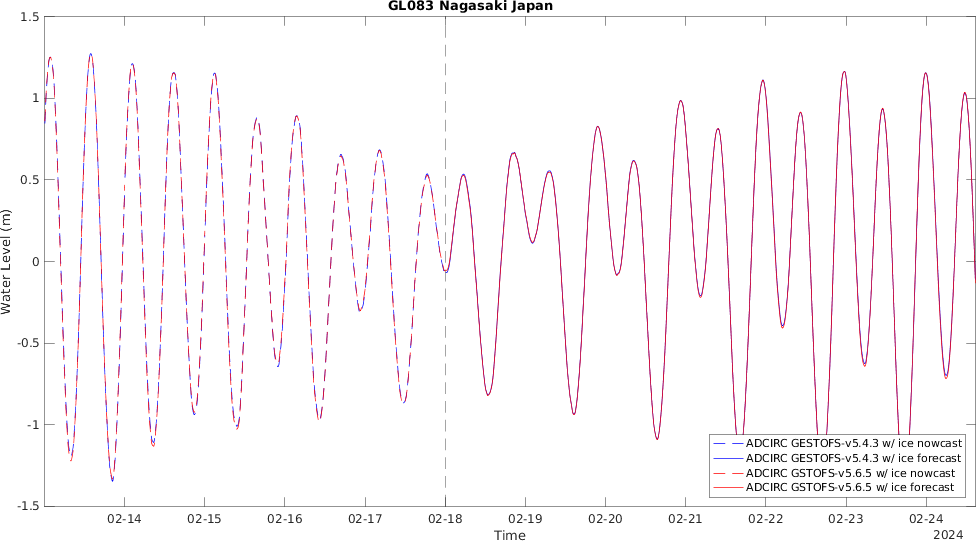 GL083 Nagasaki Japan
1.5
1
0.5
0
-0.5
-1
-1.5
Water Level (m)
ADCIRC GESTOFS-v5.4.3 w/ ice nowcast
ADCIRC GESTOFS-v5.4.3 w/ ice forecast
ADCIRC GSTOFS-v5.6.5 w/ ice nowcast
ADCIRC GSTOFS-v5.6.5 w/ ice forecast
02-14 02-15 02-16 02-17 02-18 02-19 02-20 02-21 02-22 02-23 02-24
Time
2024